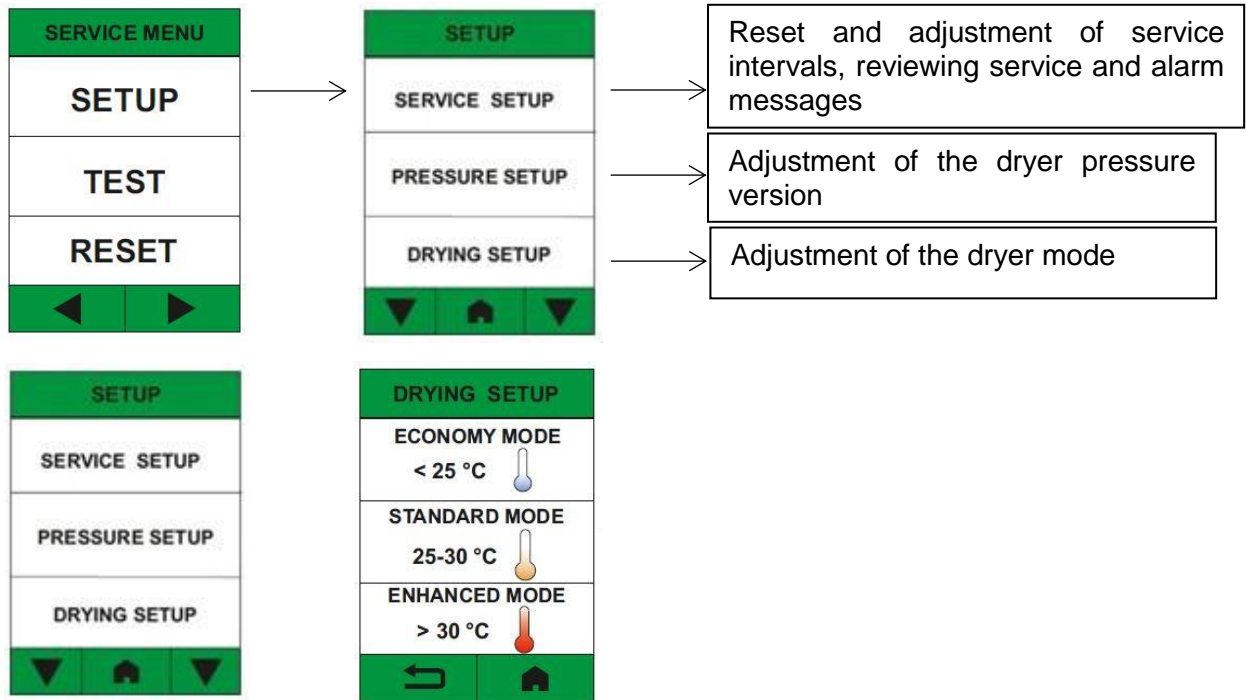 SERVICE MENU
SETUP
TEST
RESET
SETUP
SERVICE SETUP
PRESSURE SETUP
DRYING SETUP
Reset and adjustment of service
intervals, reviewing service and alarm
messages
Adjustment of the dryer pressure
version
Adjustment of the dryer mode
SETUP
SERVICE SETUP
PRESSURE SETUP
DRYING SETUP
DRYING SETUP
ECONOMY MODE
< 25 °C
STANDARD MODE
25-30 °C
ENHANCED MODE
> 30 °C